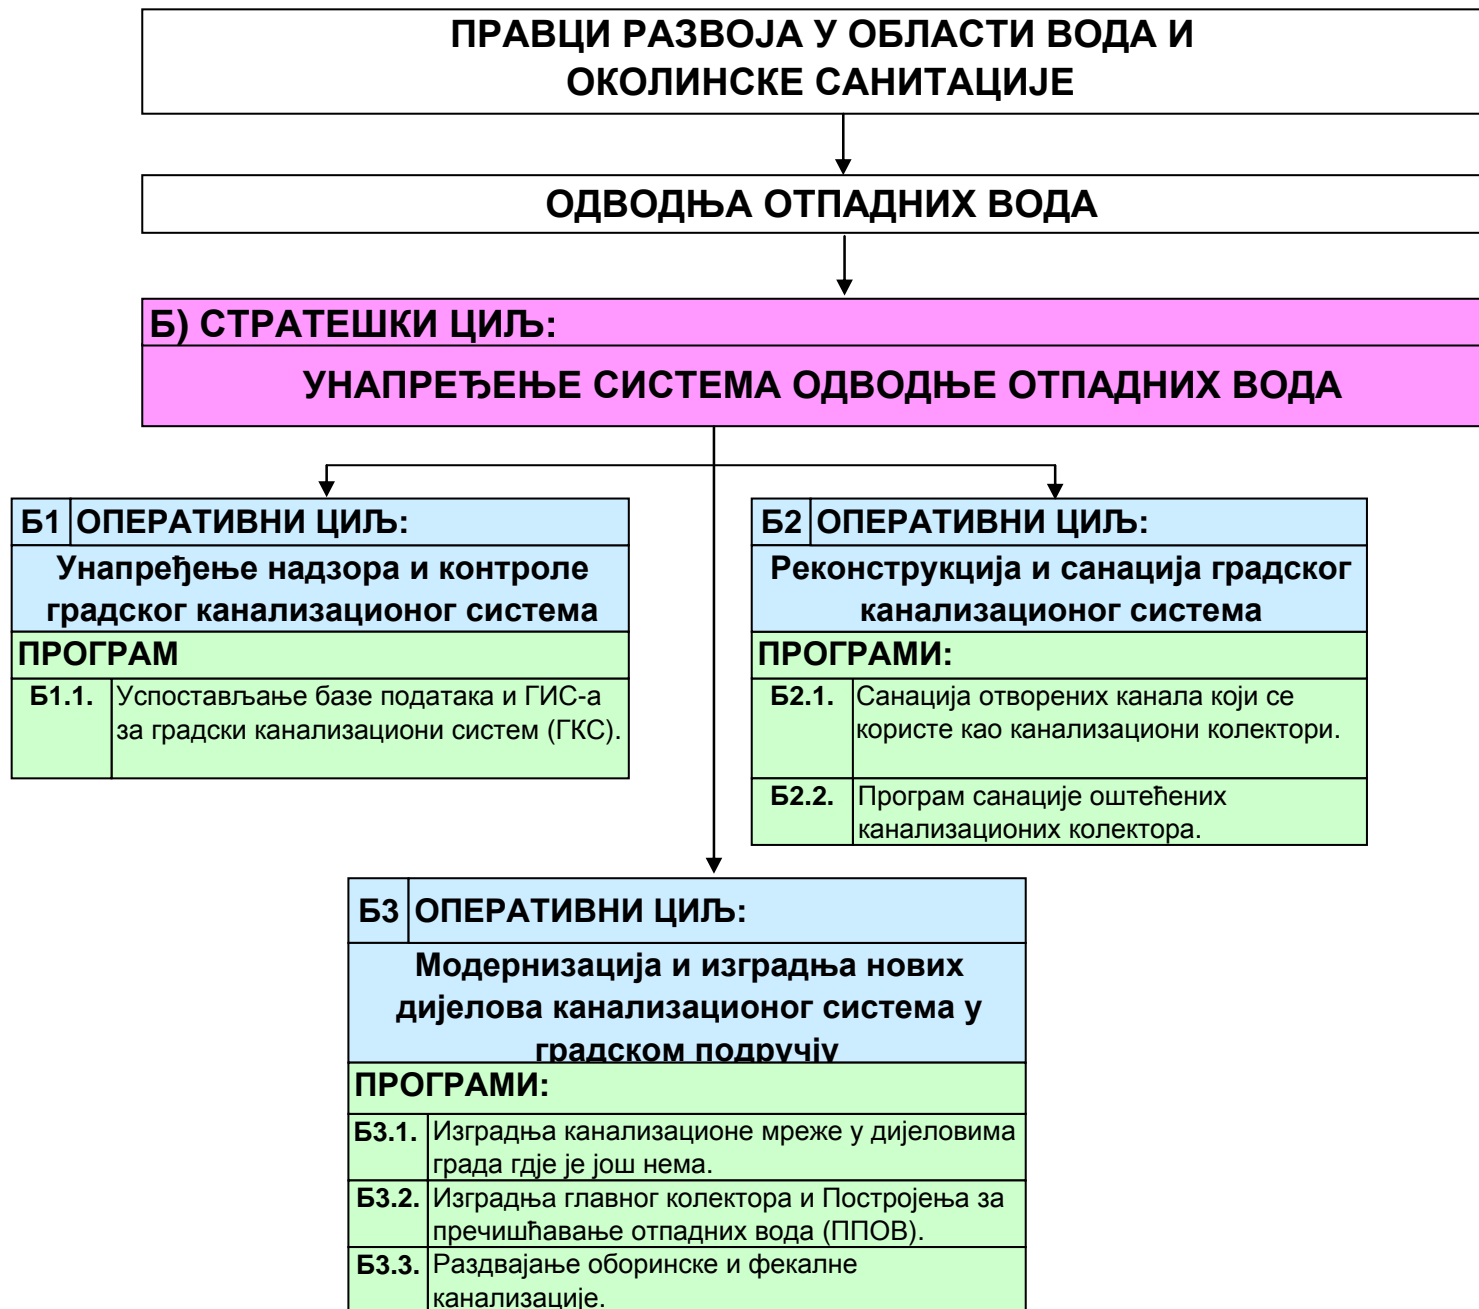 ПРАВЦИ РАЗВОЈА У ОБЛАСТИ ВОДА И
ОКОЛИНСКЕ САНИТАЦИЈЕ
ОДВОДЊА ОТПАДНИХ ВОДА
Б) СТРАТЕШКИ ЦИЉ:
УНАПРЕЂЕЊЕ СИСТЕМА ОДВОДЊЕ ОТПАДНИХ ВОДА
Б1 ОПЕРАТИВНИ ЦИЉ:
Унапређење надзора и контроле
градског канализационог система
ПРОГРАМ
Б1.1. Успостављање базе података и ГИС-а
за градски канализациони систем (ГКС).
Б2 ОПЕРАТИВНИ ЦИЉ:
Реконструкција и санација градског
канализационог система
ПРОГРАМИ:
Б2.1. Санација отворених канала који се
користе као канализациони колектори.
Б2.2. Програм санације оштећених
канализационих колектора.
Б3 ОПЕРАТИВНИ ЦИЉ:
Модернизација и изградња нових
дијелова канализационог система у
градском подручју
ПРОГРАМИ:
Б3.1. Изградња канализационе мреже у дијеловима
града гдје је још нема.
Б3.2. Изградња главног колектора и Постројења за
пречишћавање отпадних вода (ППОВ).
Б3.3. Раздвајање оборинске и фекалне
канализације.